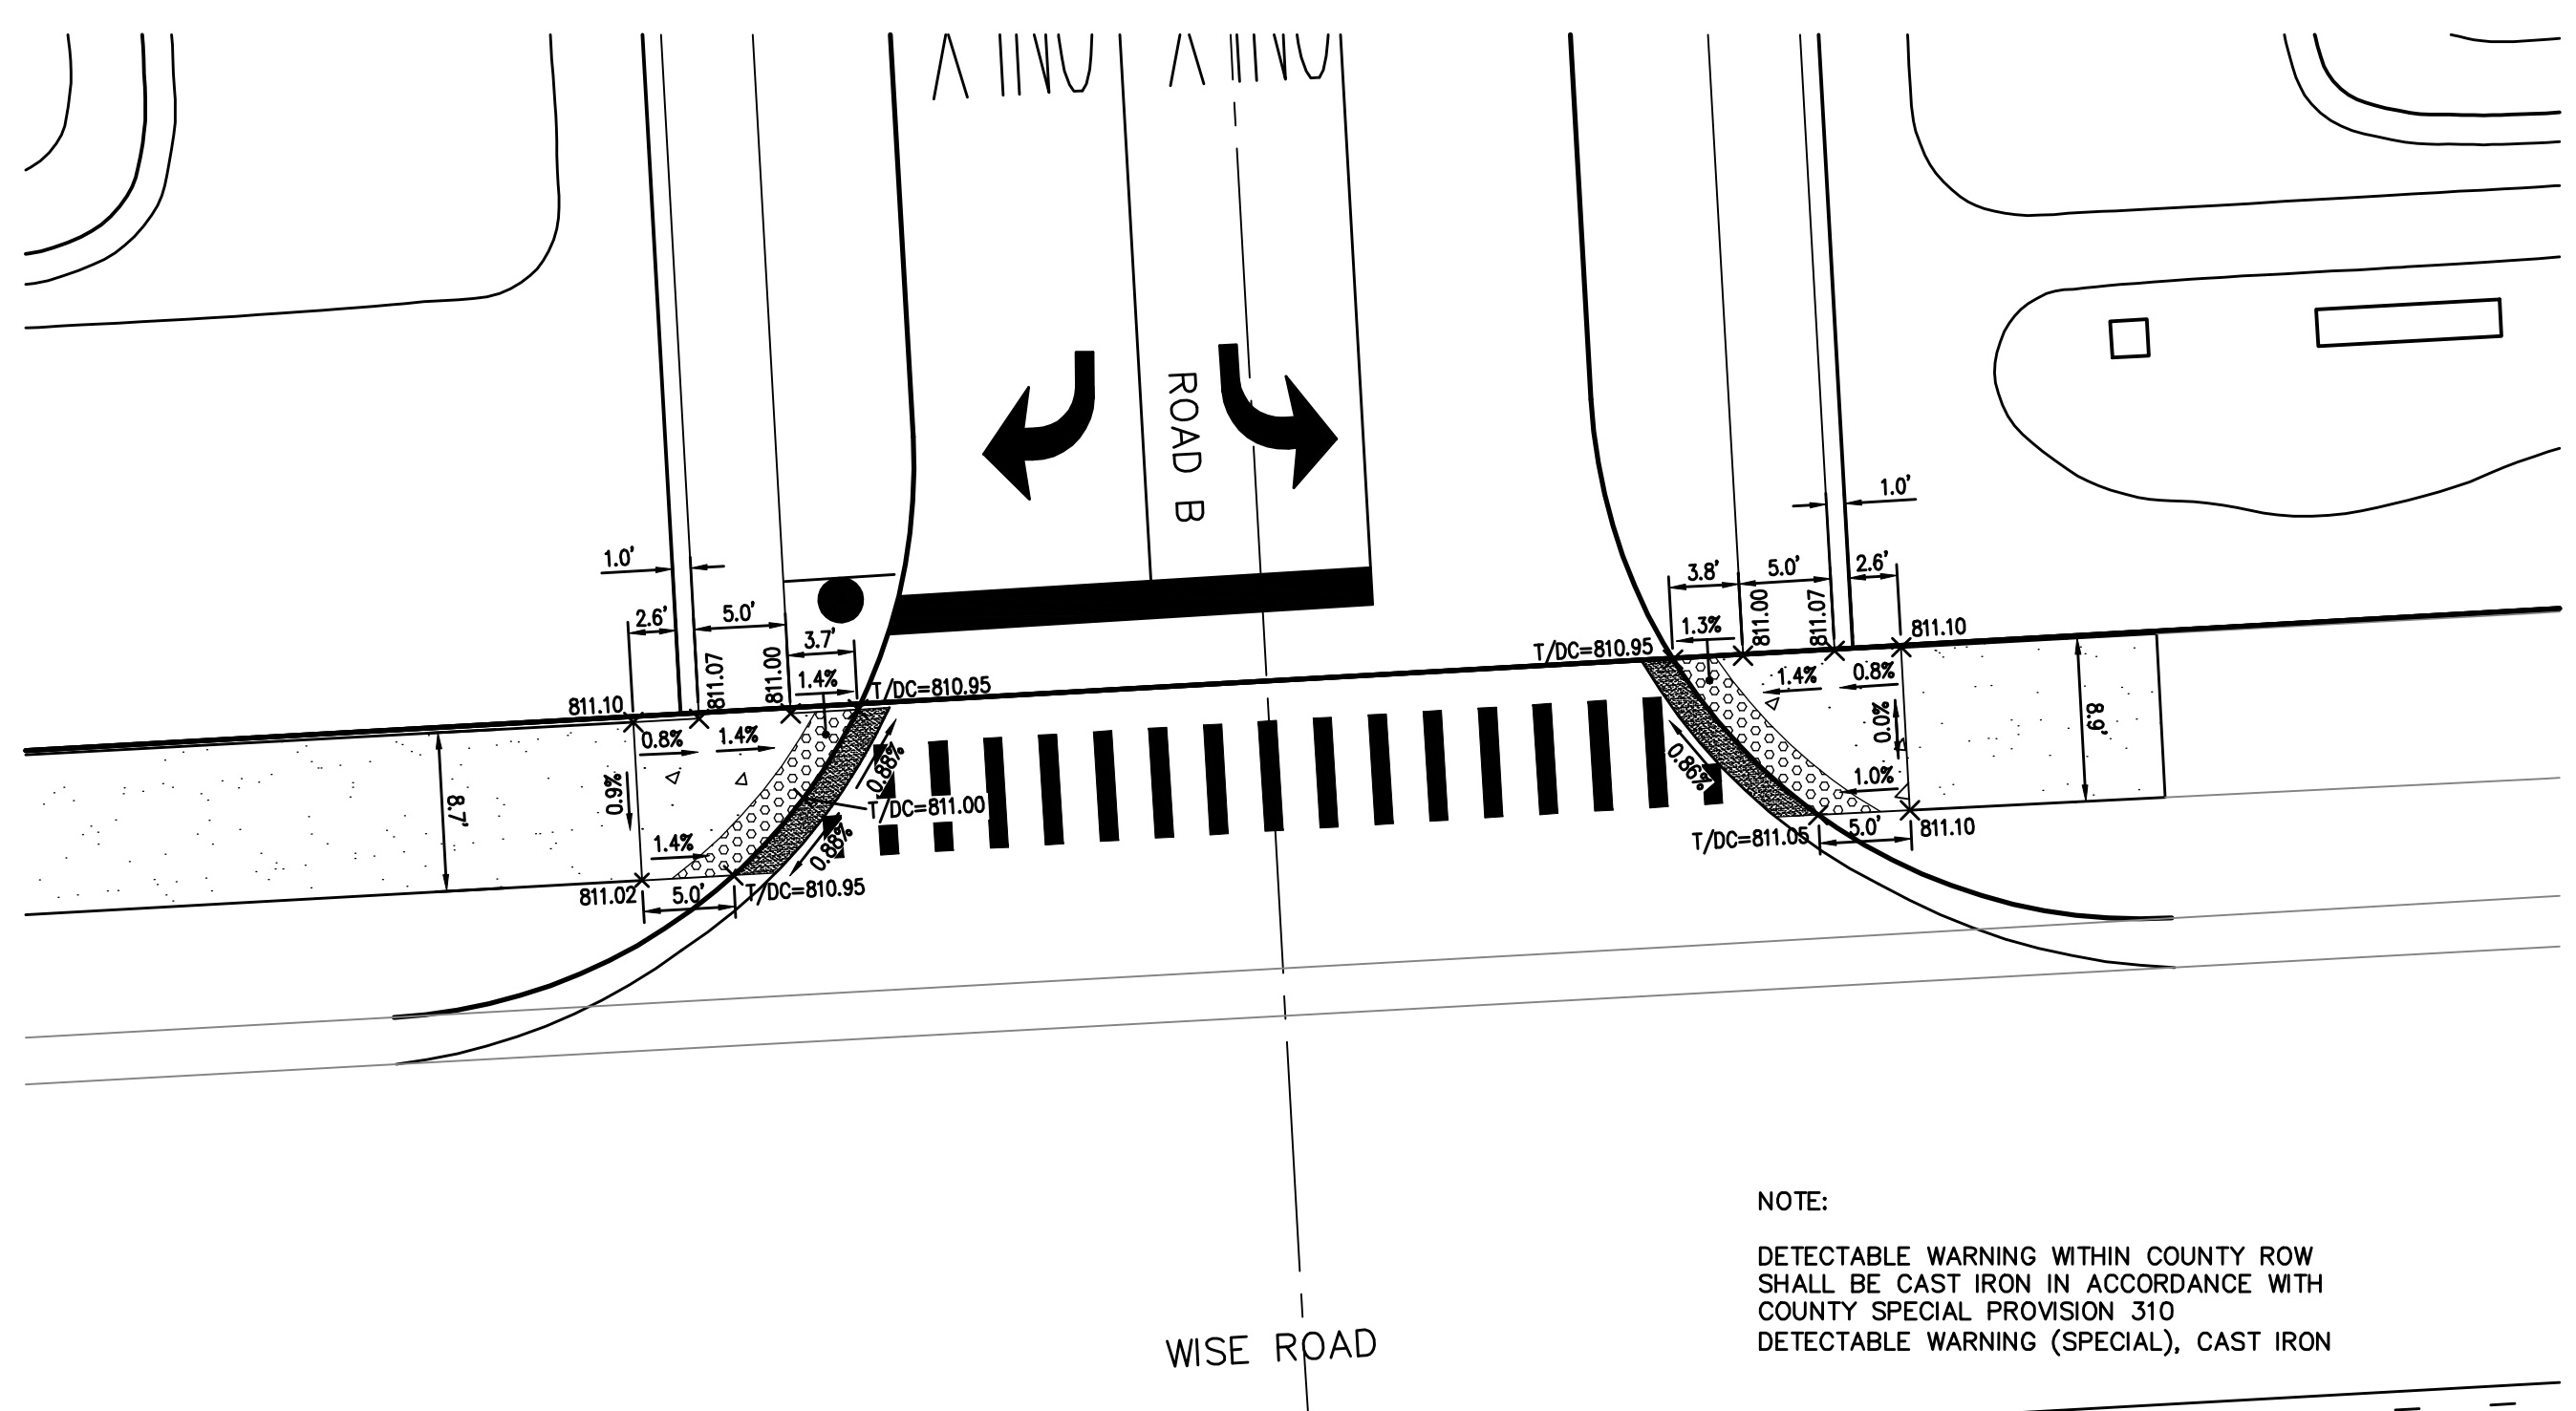 ROAD B
1.0'
2.6'
5.0'
3.7'
811.10
811.07
811.00
1.4%
T/DC=810.95
0.8%
1.4%
0.9%
8.7'
0.88%
T/DC=811.00
0.88%
1.4%
811.02
5.0'
T/DC=810.95
1.0'
3.8'
5.0'
2.6'
1.3%
811.00
811.07
811.10
T/DC=810.95
1.4%
0.8%
0.0%
8.9'
0.86%
1.0%
T/DC=811.05
5.0'
811.10
NOTE:
DETECTABLE WARNING WITHIN COUNTY ROW
SHALL BE CAST IRON IN ACCORDANCE WITH
COUNTY SPECIAL PROVISION 310
DETECTABLE WARNING (SPECIAL), CAST IRON
WISE ROAD